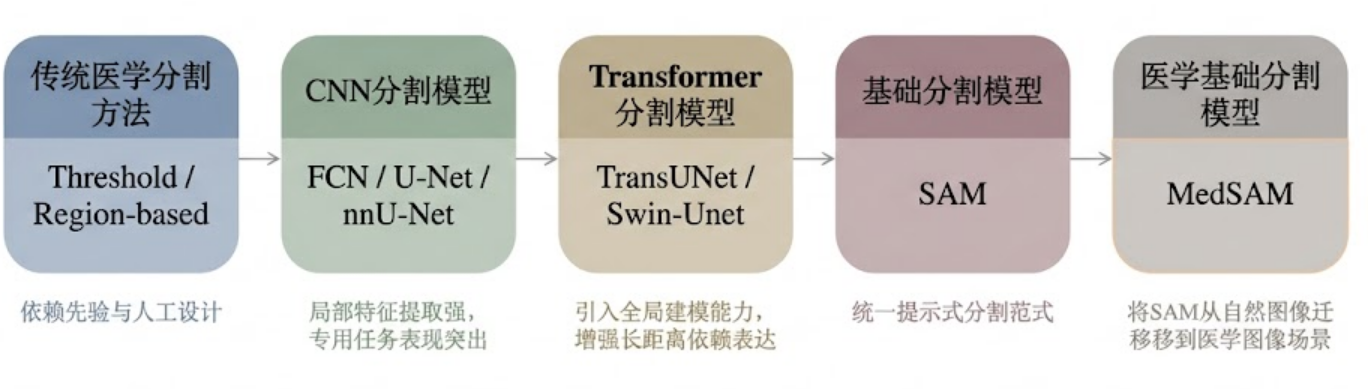 传统医学分割
方法
Threshold /
Region-based
依赖先验与人工设计
CNN分割模型
FCN / U-Net /
nnU-Net
局部特征提取强，
专用任务表现突出
Transformer
分割模型
TransUNet /
Swin-Unet
引入全局建模能力，
增强长距离依赖表达
基础分割模型
SAM
统一提示式分割范式
医学基础分割
模型
MedSAM
将SAM从自然图像迁
移移到医学图像场景